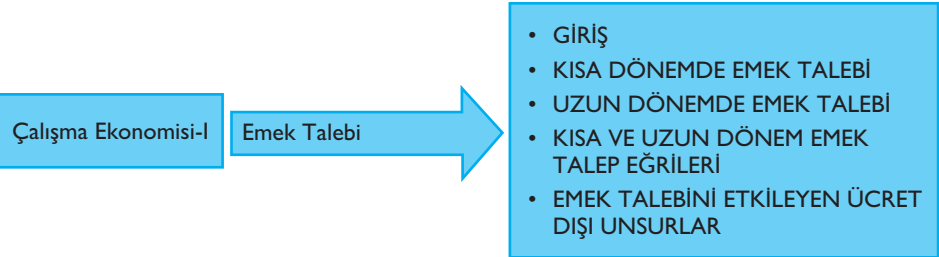 Çalışma Ekonomisi-I
Emek Talebi
• GİRİŞ
• KISA DÖNEMDE EMEK TALEBİ
• UZUN DÖNEMDE EMEK TALEBİ
• KISA VE UZUN DÖNEM EMEK
TALEP EĞRİLERİ
• EMEK TALEBİNİ ETKİLEYEN ÜCRET
DIŞI UNSURLAR